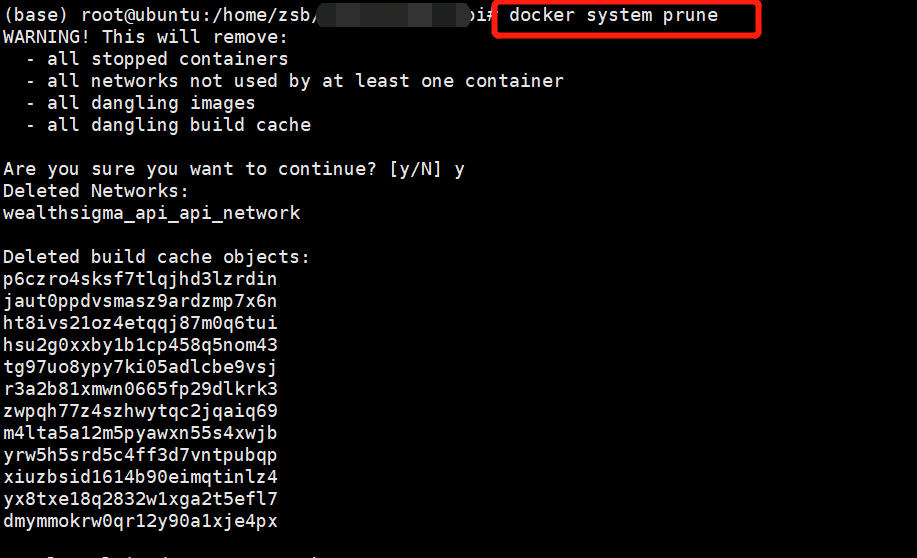 (base) root@ubuntu:/home/zsb/ pi# docker system prune
WARNING! This will remove:
- all stopped containers
- all networks not used by at least one container
- all dangling images
- all dangling build cache
Are you sure you want to continue? [y/N] y
Deleted Networks:
wealthsigma_api_api_network
Deleted build cache objects:
p6czro4sksf7tlqjhd3lzrdin
jaut0ppdvsmasz9ardzmp7x6n
ht8ivs21oz4etqqj87m0q6tui
hsu2g0xxby1b1cp458q5nom43
tg97uo8ypy7ki05adlcbe9vsj
r3a2b81xmwn0665fp29dlkrk3
zwpqh77z4szhwytqc2jqaiq69
m4lta5a12m5pyawxn55s4xwjb
yrw5h5srd5c4ff3d7vntpubqp
xiuzbsid1614b90eimqtinlz4
yx8txe18q2832w1xga2t5efl7
dmymmokrw0qr12y90a1xje4px